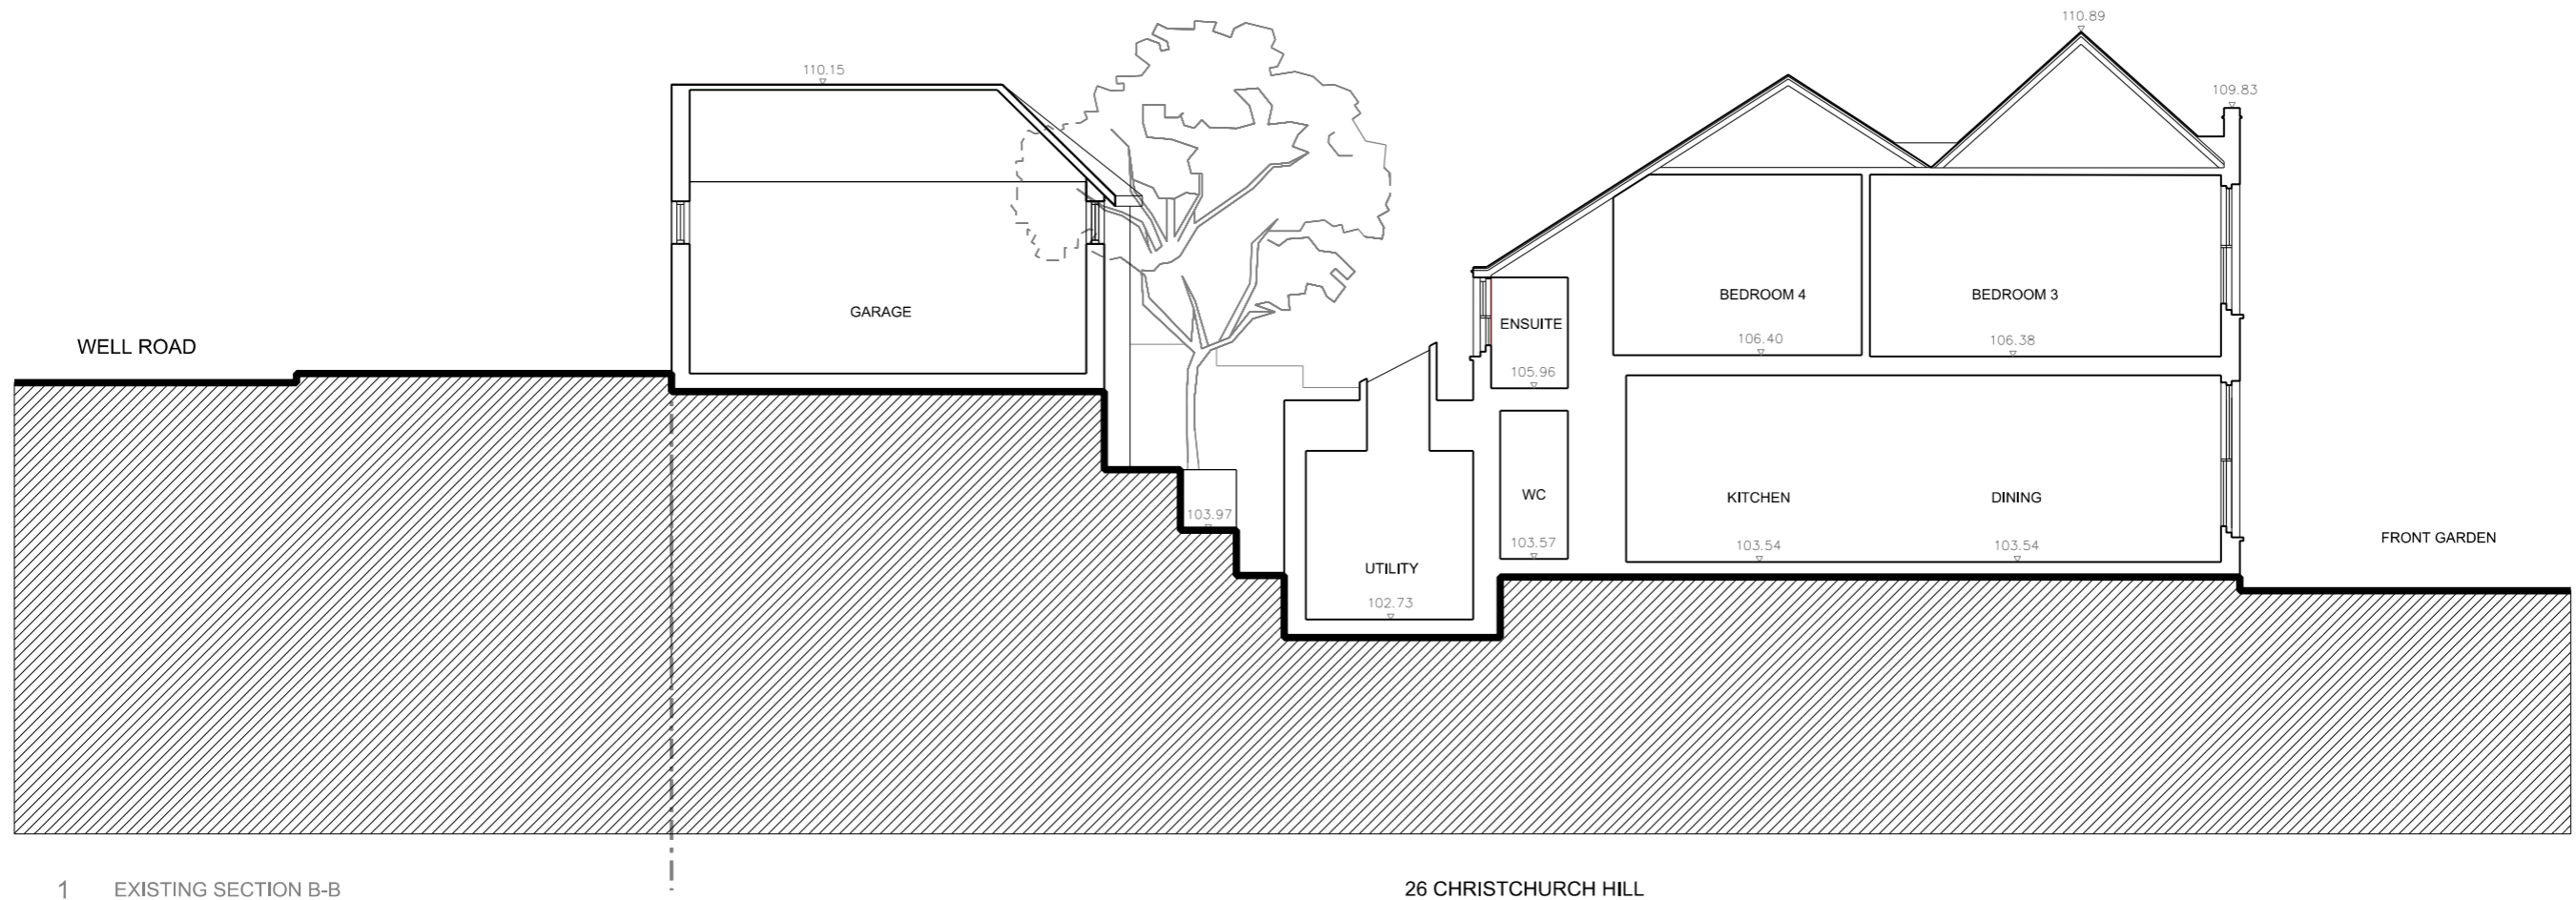 110.89
110.15
109.83
BEDROOM 4
BEDROOM 3
GARAGE
ENSUITE
WELL ROAD
106.40
106.38
105.96
WC
KITCHEN
DINING
103.97
FRONT GARDEN
103.57
103.54
103.54
UTILITY
102.73
1 EXISTING SECTION B-B
26 CHRISTCHURCH HILL